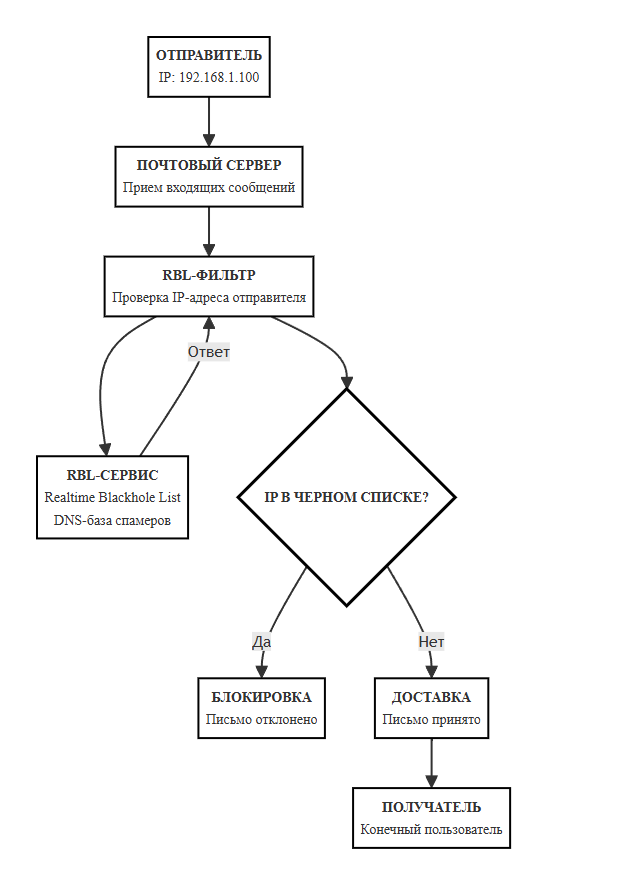 ОТПРАВИТЕЛЬ
IP: 192.168.1.100
ПОЧТОВЫЙ СЕРВЕР
Прием входящих сообщений
RBL-ФИЛЬТР
Проверка IP-адреса отправителя
Ответ
RBL-СЕРВИС
Realtime Blackhole List
DNS-база спамеров
IP В ЧЕРНОМ СПИСКЕ?
Да
Нет
БЛОКИРОВКА
Письмо отклонено
ДОСТАВКА
Письмо принято
ПОЛУЧАТЕЛЬ
Конечный пользователь